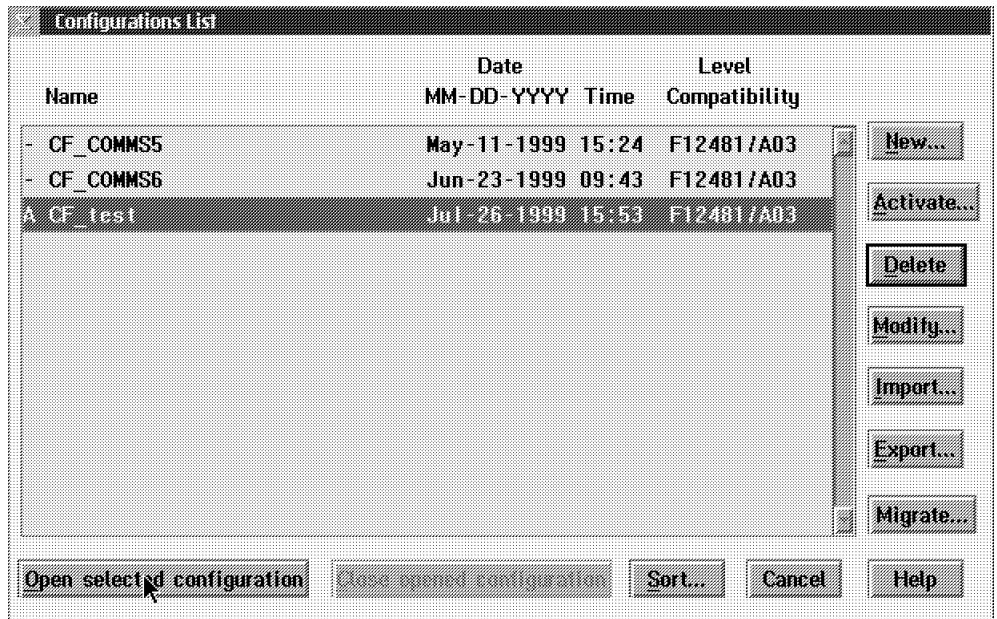 Configurations List
Date Level
Name MM-DD-YYYY Time Compatibility
- CF_COMMS5 May-11-1999 15:24 F12481/A03
- CF_COMMS6 Jun-23-1999 09:43 F12481/A03
A CF_test Jul-26-1999 15:53 F12481/A03
New...
Activate...
Delete
Modify...
Import...
Export...
Migrate...
Open selected configuration Close opened configuration Sort... Cancel Help